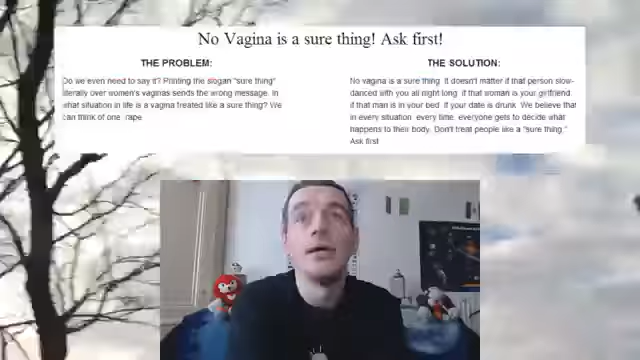 No Vagina is a sure thing! Ask first!
THE PROBLEM:
Do we even need to say it? Printing the slogan "sure thing"
literally over women's vaginas sends the wrong message. In
what situation in life is a vagina treated like a sure thing? We
can think of one rape
THE SOLUTION:
No vagina is a sure thing It doesn't matter if that person slow-
danced with you all night long if that woman is your girlfriend
if that man is in your bed if your date is drunk We believe that
in every situation every time everyone gets to decide what
happens to their body. Don't treat people like a "sure thing."
Ask first